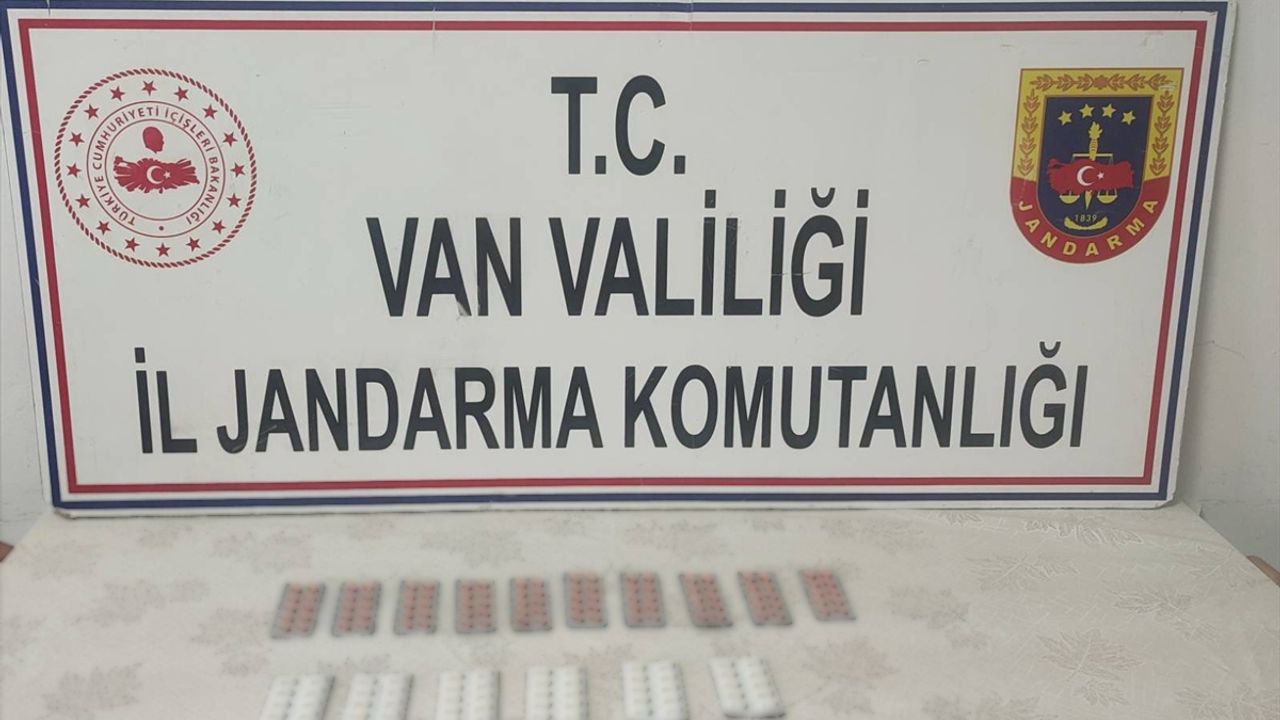 T.C.
VAN VALİLİĞİ
İL JANDARMA KOMUTANLIĞI
TÜRKİYE CUMHURİYETİ İÇİŞLERİ BAKANLIĞI
1839
JANDARMA